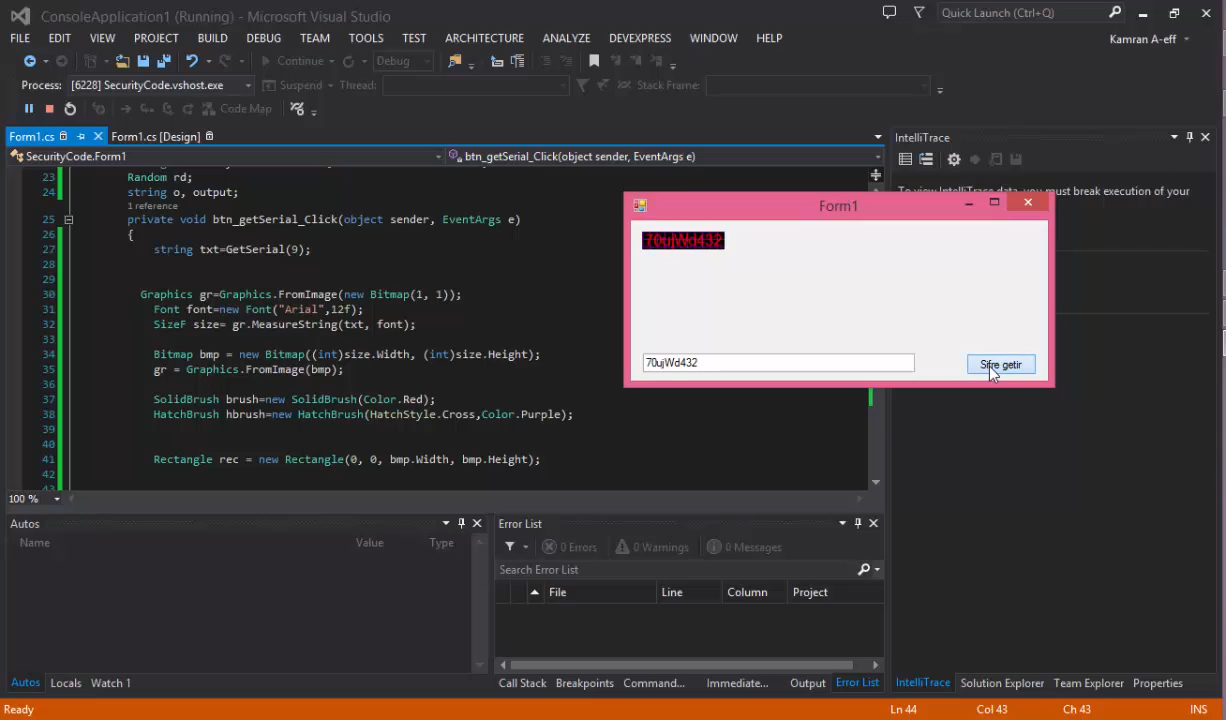 ConsoleApplication1 (Running) - Microsoft Visual Studio
Quick Launch (Ctrl+Q)
FILE EDIT VIEW PROJECT BUILD DEBUG TEAM TOOLS TEST ARCHITECTURE ANALYZE DEVEXPRESS WINDOW HELP
Kamran A-eff
Continue
Debug
Process: [6228] SecurityCode.vshost.exe
Suspend
Thread:
Stack Frame:
Code Map
Form1.cs
Form1.cs [Design]
SecurityCode.Form1
btn_getSerial_Click(object sender, EventArgs e)
23 Random rd;
24 string o, output;
1 reference
25 private void btn_getSerial_Click(object sender, EventArgs e)
26 {
27 string txt=GetSerial(9);
28
29
30 Graphics gr=Graphics.FromImage(new Bitmap(1, 1));
31 Font font=new Font("Arial",12f);
32 SizeF size= gr.MeasureString(txt, font);
33
34 Bitmap bmp = new Bitmap((int)size.Width, (int)size.Height);
35 gr = Graphics.FromImage(bmp);
36
37 SolidBrush brush=new SolidBrush(Color.Red);
38 HatchBrush hbrush=new HatchBrush(HatchStyle.Cross,Color.Purple);
39
40
41 Rectangle rec = new Rectangle(0, 0, bmp.Width, bmp.Height);
42
43
100 %
Form1
70ujWd432
70ujWd432
Sifre getir
IntelliTrace
To view IntelliTrace data, you must break execution of your
Autos
Name Value Type
Error List
0 Errors
0 Warnings
0 Messages
Search Error List
File Line Column Project
Autos Locals Watch 1
Call Stack Breakpoints Command... Immediate... Output Error List
IntelliTrace Solution Explorer Team Explorer Properties
Ready
Ln 44 Col 43 Ch 43 INS